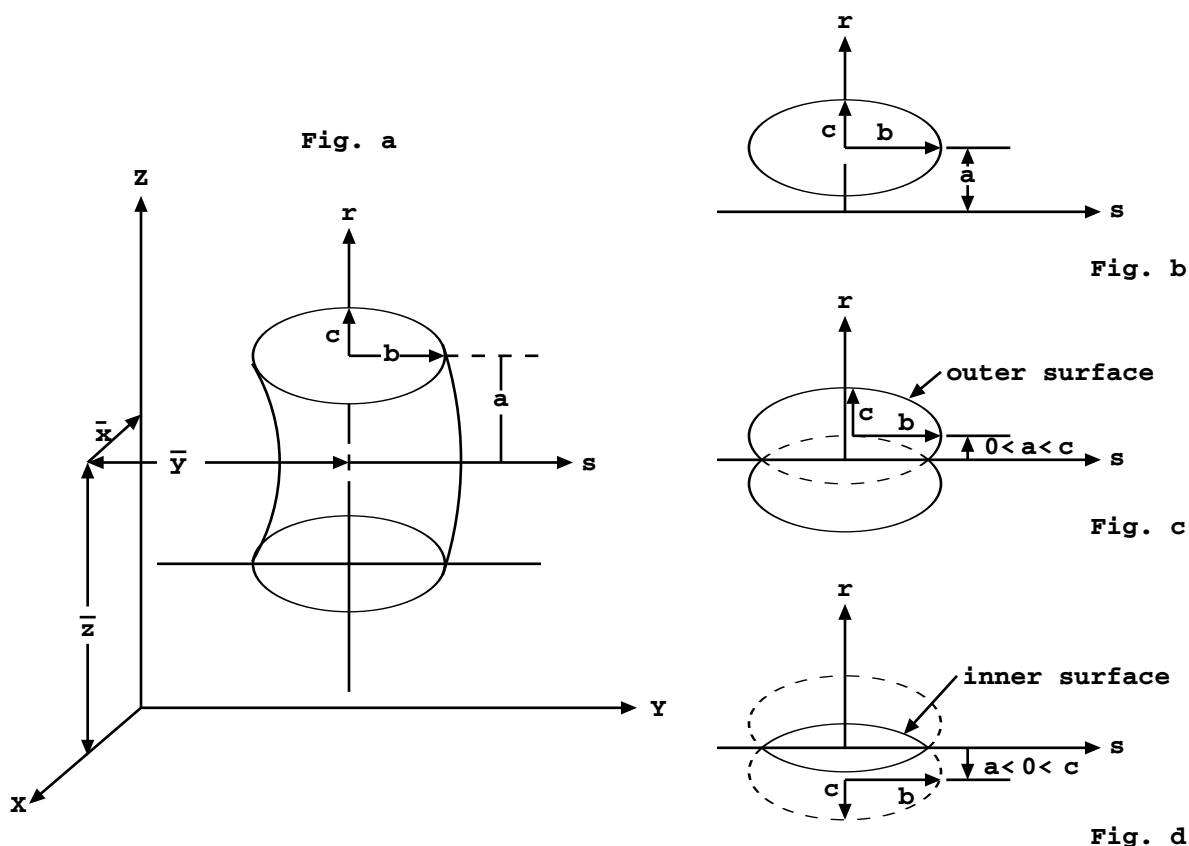 Fig. a
Z
r
c
b
a
x̄
ȳ
s
z̄
Y
X
r
c
b
a
s
Fig. b
r
outer surface
c
b
0< a< c
s
Fig. c
r
inner surface
s
a< 0< c
c
b
Fig. d